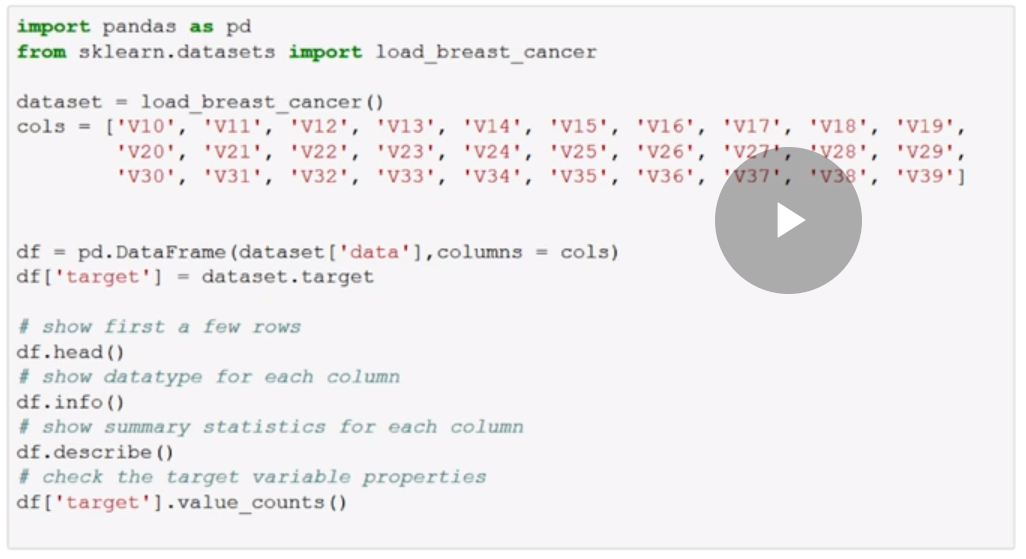 import pandas as pd
from sklearn.datasets import load_breast_cancer
dataset = load_breast_cancer()
cols = ['V10', 'V11', 'V12', 'V13', 'V14', 'V15', 'V16', 'V17', 'V18', 'V19',
'V20', 'V21', 'V22', 'V23', 'V24', 'V25', 'V26', 'V27', 'V28', 'V29',
'V30', 'V31', 'V32', 'V33', 'V34', 'V35', 'V36', 'V37', 'V38', 'V39']
df = pd.DataFrame(dataset['data'],columns = cols)
df['target'] = dataset.target
# show first a few rows
df.head()
# show datatype for each column
df.info()
# show summary statistics for each column
df.describe()
# check the target variable properties
df['target'].value_counts()